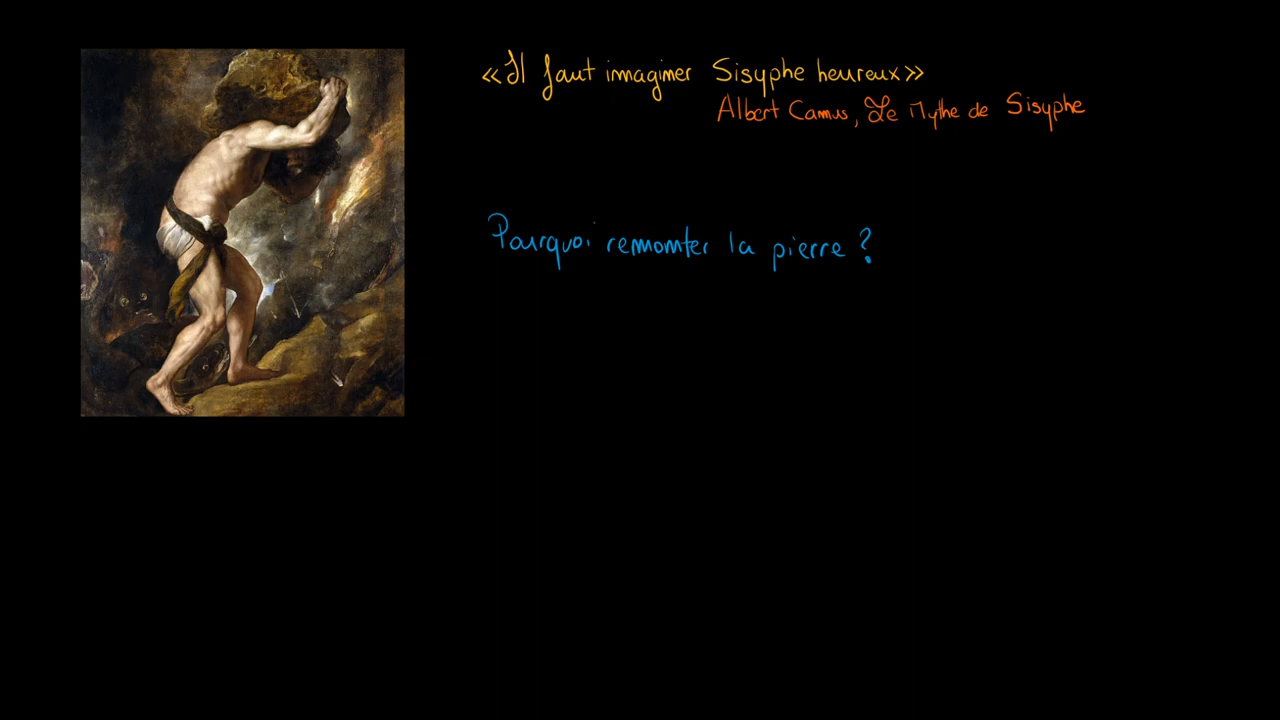 «Il faut imaginer Sisyphe heureux»
Albert Camus, Le Mythe de Sisyphe
Pourquoi remonter la pierre ?